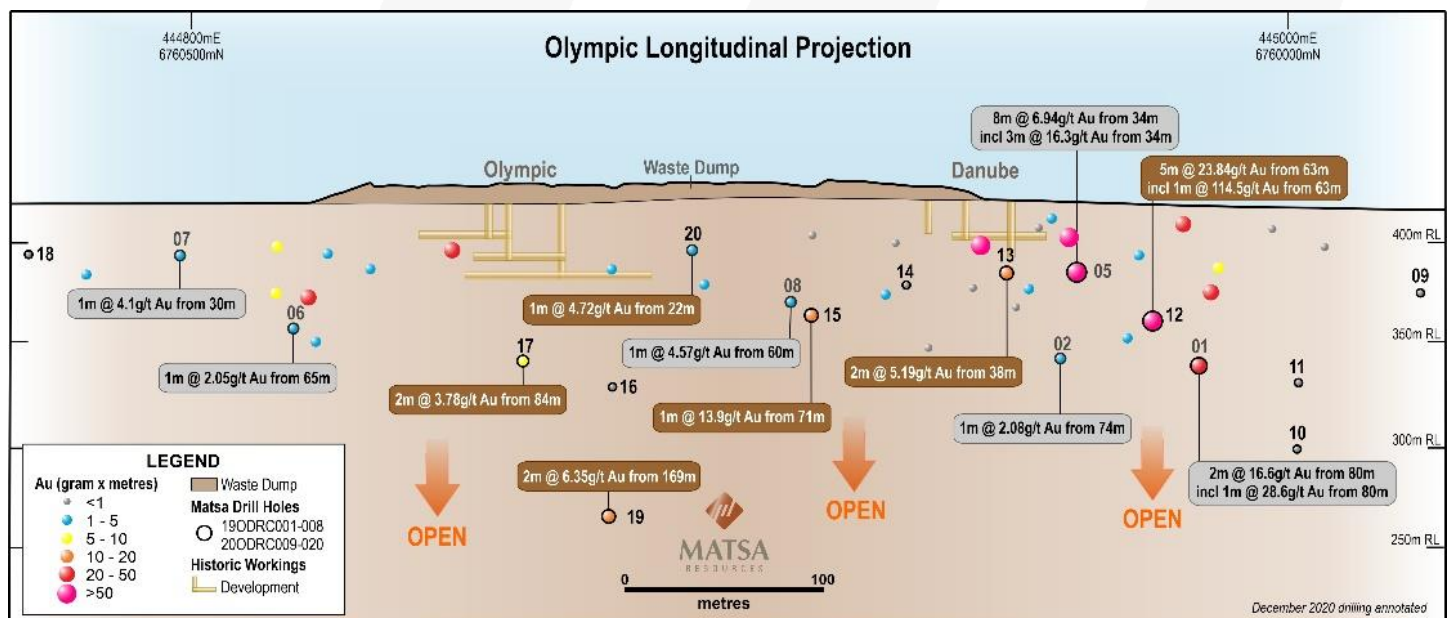 444800mE
6760500mN
Olympic Longitudinal Projection
445000mE
6760000mN
8m @ 6.94g/t Au from 34m
incl 3m @ 16.3g/t Au from 34m
5m @ 23.84g/t Au from 63m
incl 1m @ 114.5g/t Au from 63m
Olympic
Waste Dump
Danube
18
07
20
13
05
400m RL
14
09
1m @ 4.1g/t Au from 30m
06
1m @ 4.72g/t Au from 22m
08
15
12
1m @ 2.05g/t Au from 65m
17
1m @ 4.57g/t Au from 60m
02
01
350m RL
16
2m @ 5.19g/t Au from 38m
11
2m @ 3.78g/t Au from 84m
1m @ 13.9g/t Au from 71m
1m @ 2.08g/t Au from 74m
10
300m RL
2m @ 16.6g/t Au from 80m
incl 1m @ 28.6g/t Au from 80m
2m @ 6.35g/t Au from 169m
19
OPEN
OPEN
OPEN
250m RL
LEGEND
Au (gram x metres)
<1
1 - 5
5 - 10
10 - 20
20 - 50
>50
Waste Dump
Matsa Drill Holes
19ODRC001-008
20ODRC009-020
Historic Workings
Development
MATSA
RESOURCES
0 100
metres
December 2020 drilling annotated